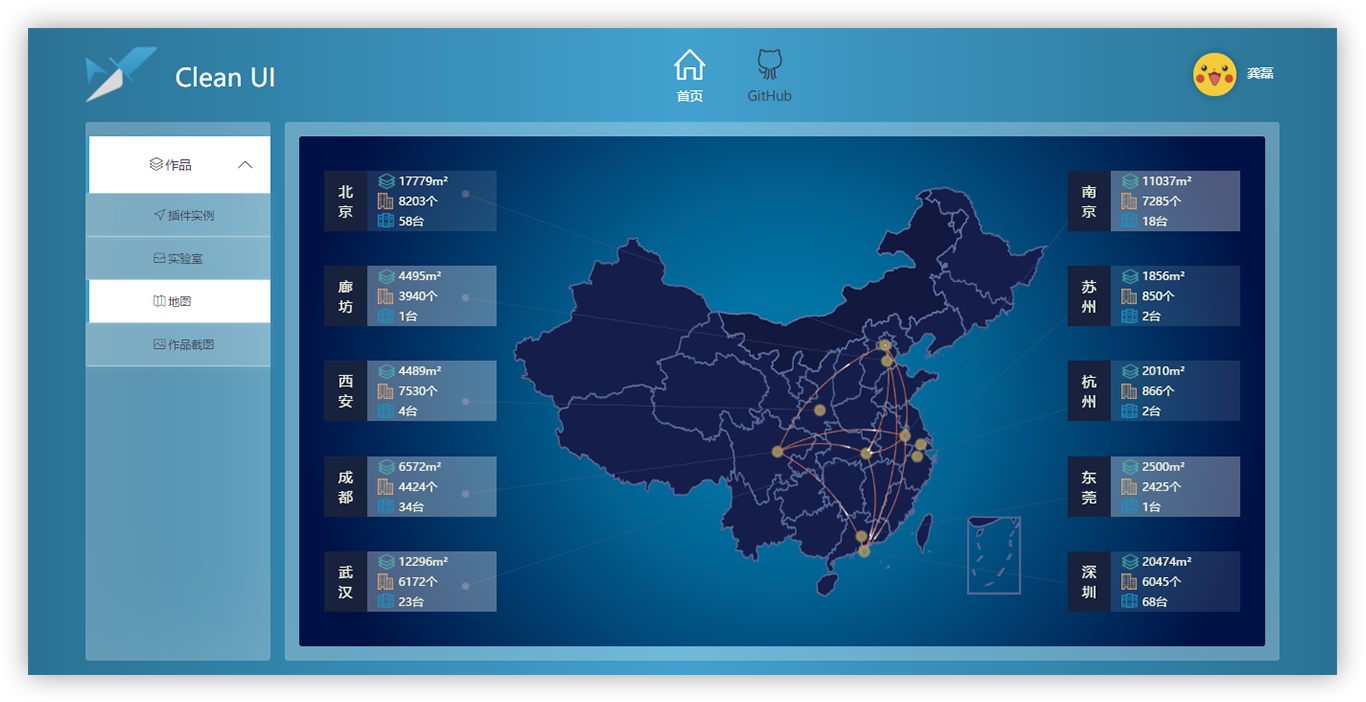 Clean UI
首页
GitHub
龚磊
作品
插件实例
实验室
地图
作品截图
北京
17779m²
8203个
58台
廊坊
4495m²
3940个
1台
西安
4489m²
7530个
4台
成都
6572m²
4424个
34台
武汉
12296m²
6172个
23台
南京
11037m²
7285个
18台
苏州
1856m²
850个
2台
杭州
2010m²
866个
2台
东莞
2500m²
2425个
1台
深圳
20474m²
6045个
68台